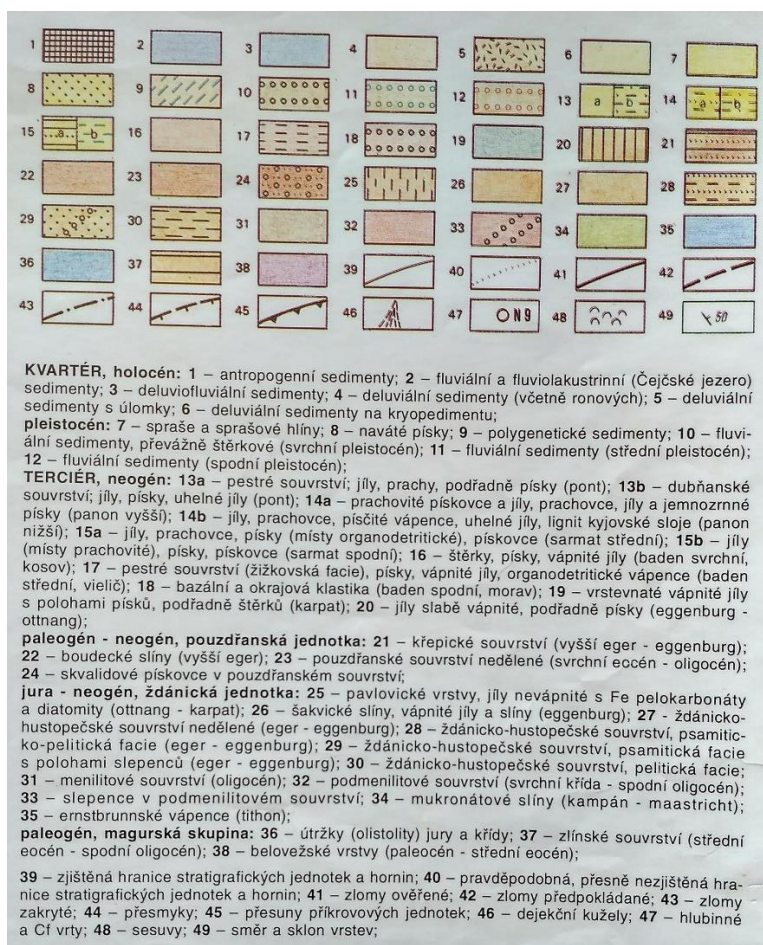 1 2 3 4 5 6 7
8 9 10 11 12 13 a b 14 a b
15 a b 16 17 18 19 20 21
22 23 24 25 26 27 28
29 30 31 32 33 34 35
36 37 38 39 40 41 42
43 44 45 46 47 N9 48 49 50
KVARTÉR, holocén: 1 – antropogenní sedimenty; 2 – fluviální a fluviolakustrinní (Čejčské jezero)
sedimenty; 3 – deluviofluviální sedimenty; 4 – deluviální sedimenty (včetně ronových); 5 – deluviální
sedimenty s úlomky; 6 – deluviální sedimenty na kryopedimentu;
pleistocén: 7 – spraše a sprašové hlíny; 8 – naváté písky; 9 – polygenetické sedimenty; 10 – fluvi-
ální sedimenty, převážně štěrkové (svrchní pleistocén); 11 – fluviální sedimenty (střední pleistocén);
12 – fluviální sedimenty (spodní pleistocén);
TERCIÉR, neogén: 13a – pestré souvrství; jíly, prachy, podřadně písky (pont); 13b – dubňanské
souvrství; jíly, písky, uhelné jíly (pont); 14a – prachovité pískovce a jíly, prachovce, jíly a jemnozrnné
písky (panon vyšší); 14b – jíly, prachovce, písčité vápence, uhelné jíly, lignit kyjovské sloje (panon
nižší); 15a – jíly, prachovce, písky (místy organodetritické), pískovce (sarmat střední); 15b – jíly
(místy prachovité), písky, pískovce (sarmat spodní); 16 – štěrky, písky, vápnité jíly (baden svrchní,
kosov); 17 – pestré souvrství (žižkovská facie), písky, vápnité jíly, organodetritické vápence (baden
střední, vielič); 18 – bazální a okrajová klastika (baden spodní, morav); 19 – vrstevnaté vápnité jíly
s polohami písků, podřadně štěrků (karpat); 20 – jíly slabě vápnité, podřadně písky (eggenburg -
ottnang);
paleogén - neogén, pouzdřanská jednotka: 21 – křepické souvrství (vyšší eger - eggenburg);
22 – boudecké slíny (vyšší eger); 23 – pouzdřanské souvrství nedělené (svrchní eocén - oligocén);
24 – skvalidové pískovce v pouzdřanském souvrství;
jura - neogén, ždánická jednotka: 25 – pavlovické vrstvy, jíly nevápnité s Fe pelokarbonáty
a diatomity (ottnang - karpat); 26 – šakvické slíny, vápnité jíly a slíny (eggenburg); 27 - ždánicko-
hustopečské souvrství nedělené (eger - eggenburg); 28 – ždánicko-hustopečské souvrství, psamitic-
ko-pelitická facie (eger - eggenburg); 29 – ždánicko-hustopečské souvrství, psamitická facie
s polohami slepenců (eger - eggenburg); 30 – ždánicko-hustopečské souvrství, pelitická facie;
31 – menilitové souvrství (oligocén); 32 – podmenilitové souvrství (svrchní křída - spodní oligocén);
33 – slepence v podmenilitovém souvrství; 34 – mukronátové slíny (kampán - maastricht);
35 – ernstbrunnské vápence (tithon);
paleogén, magurská skupina: 36 – útržky (olistolity) jury a křídy; 37 – zlínské souvrství (střední
eocén - spodní oligocén); 38 – belovežské vrstvy (paleocén - střední eocén);
39 – zjištěná hranice stratigrafických jednotek a hornin; 40 – pravděpodobná, přesně nezjištěná hra-
nice stratigrafických jednotek a hornin; 41 – zlomy ověřené; 42 – zlomy předpokládané; 43 – zlomy
zakryté; 44 – přesmyky; 45 – přesuny příkrovových jednotek; 46 – dejekční kužely; 47 – hlubinné
a Cf vrty; 48 – sesuvy; 49 – směr a sklon vrstev;